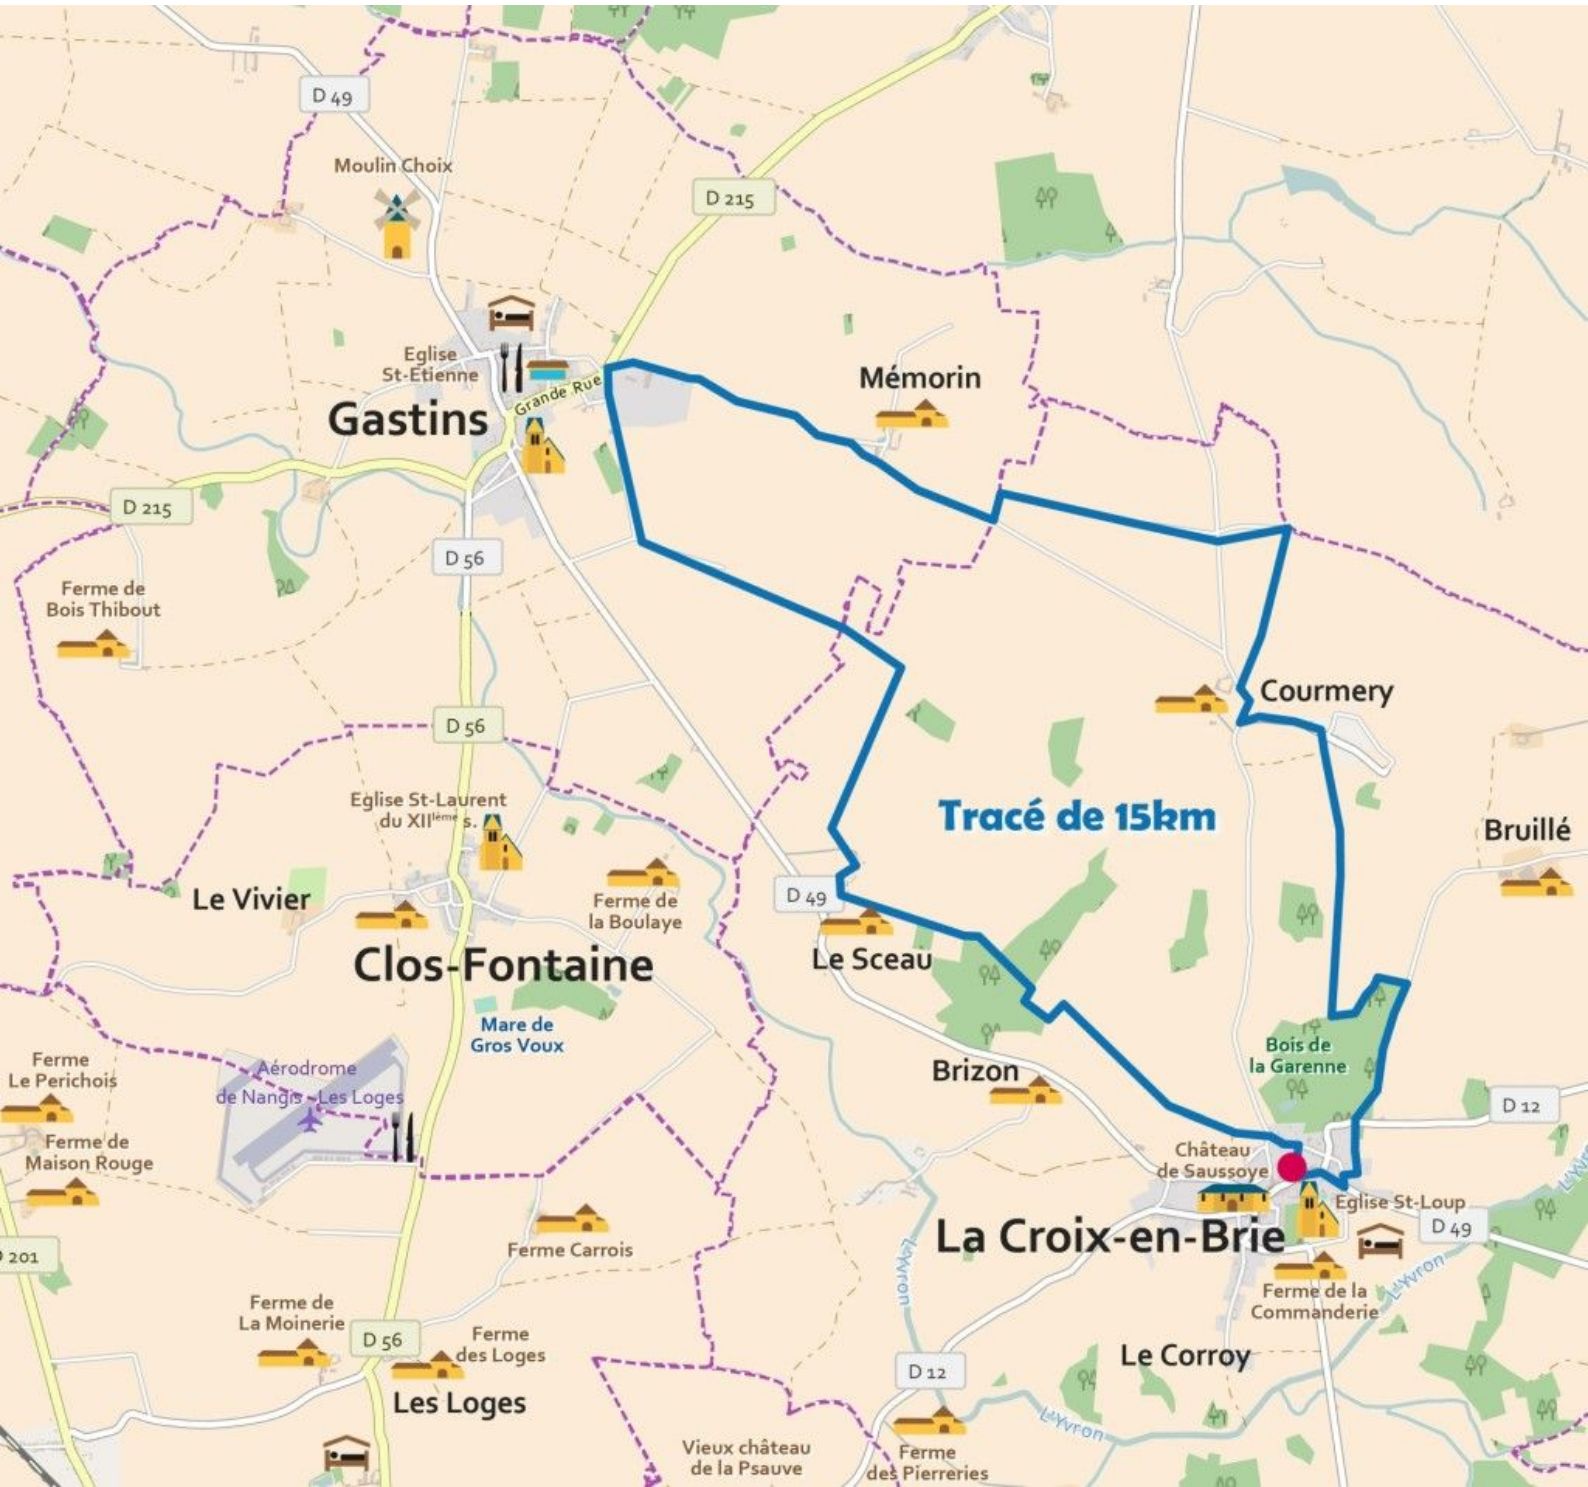 D 49
Moulin Choix
D 215
Eglise
St-Etienne
Grande Rue
Mémorin
Gastins
D 215
D 56
Ferme de
Bois Thibout
Courmery
D 56
Eglise St-Laurent
du XIIième s.
Tracé de 15km
Bruillé
Le Vivier
D 49
Ferme de
la Boulaye
Clos-Fontaine
Le Sceau
Mare de
Gros Voux
Bois de
la Garenne
Ferme
Le Perichois
Aérodrome
de Nangis - Les Loges
Brizon
D 12
Ferme de
Maison Rouge
Château
de Saussoye
L'Yvron
Eglise St-Loup
La Croix-en-Brie
D 49
Ferme Carrois
201
L'Yvron
L'Yvron
Ferme de la
Commanderie
Ferme de
La Moinerie
D 56
Ferme
des Loges
Le Corroy
D 12
Les Loges
L'Yvron
Vieux château
de la Psauve
Ferme
des Pierreries